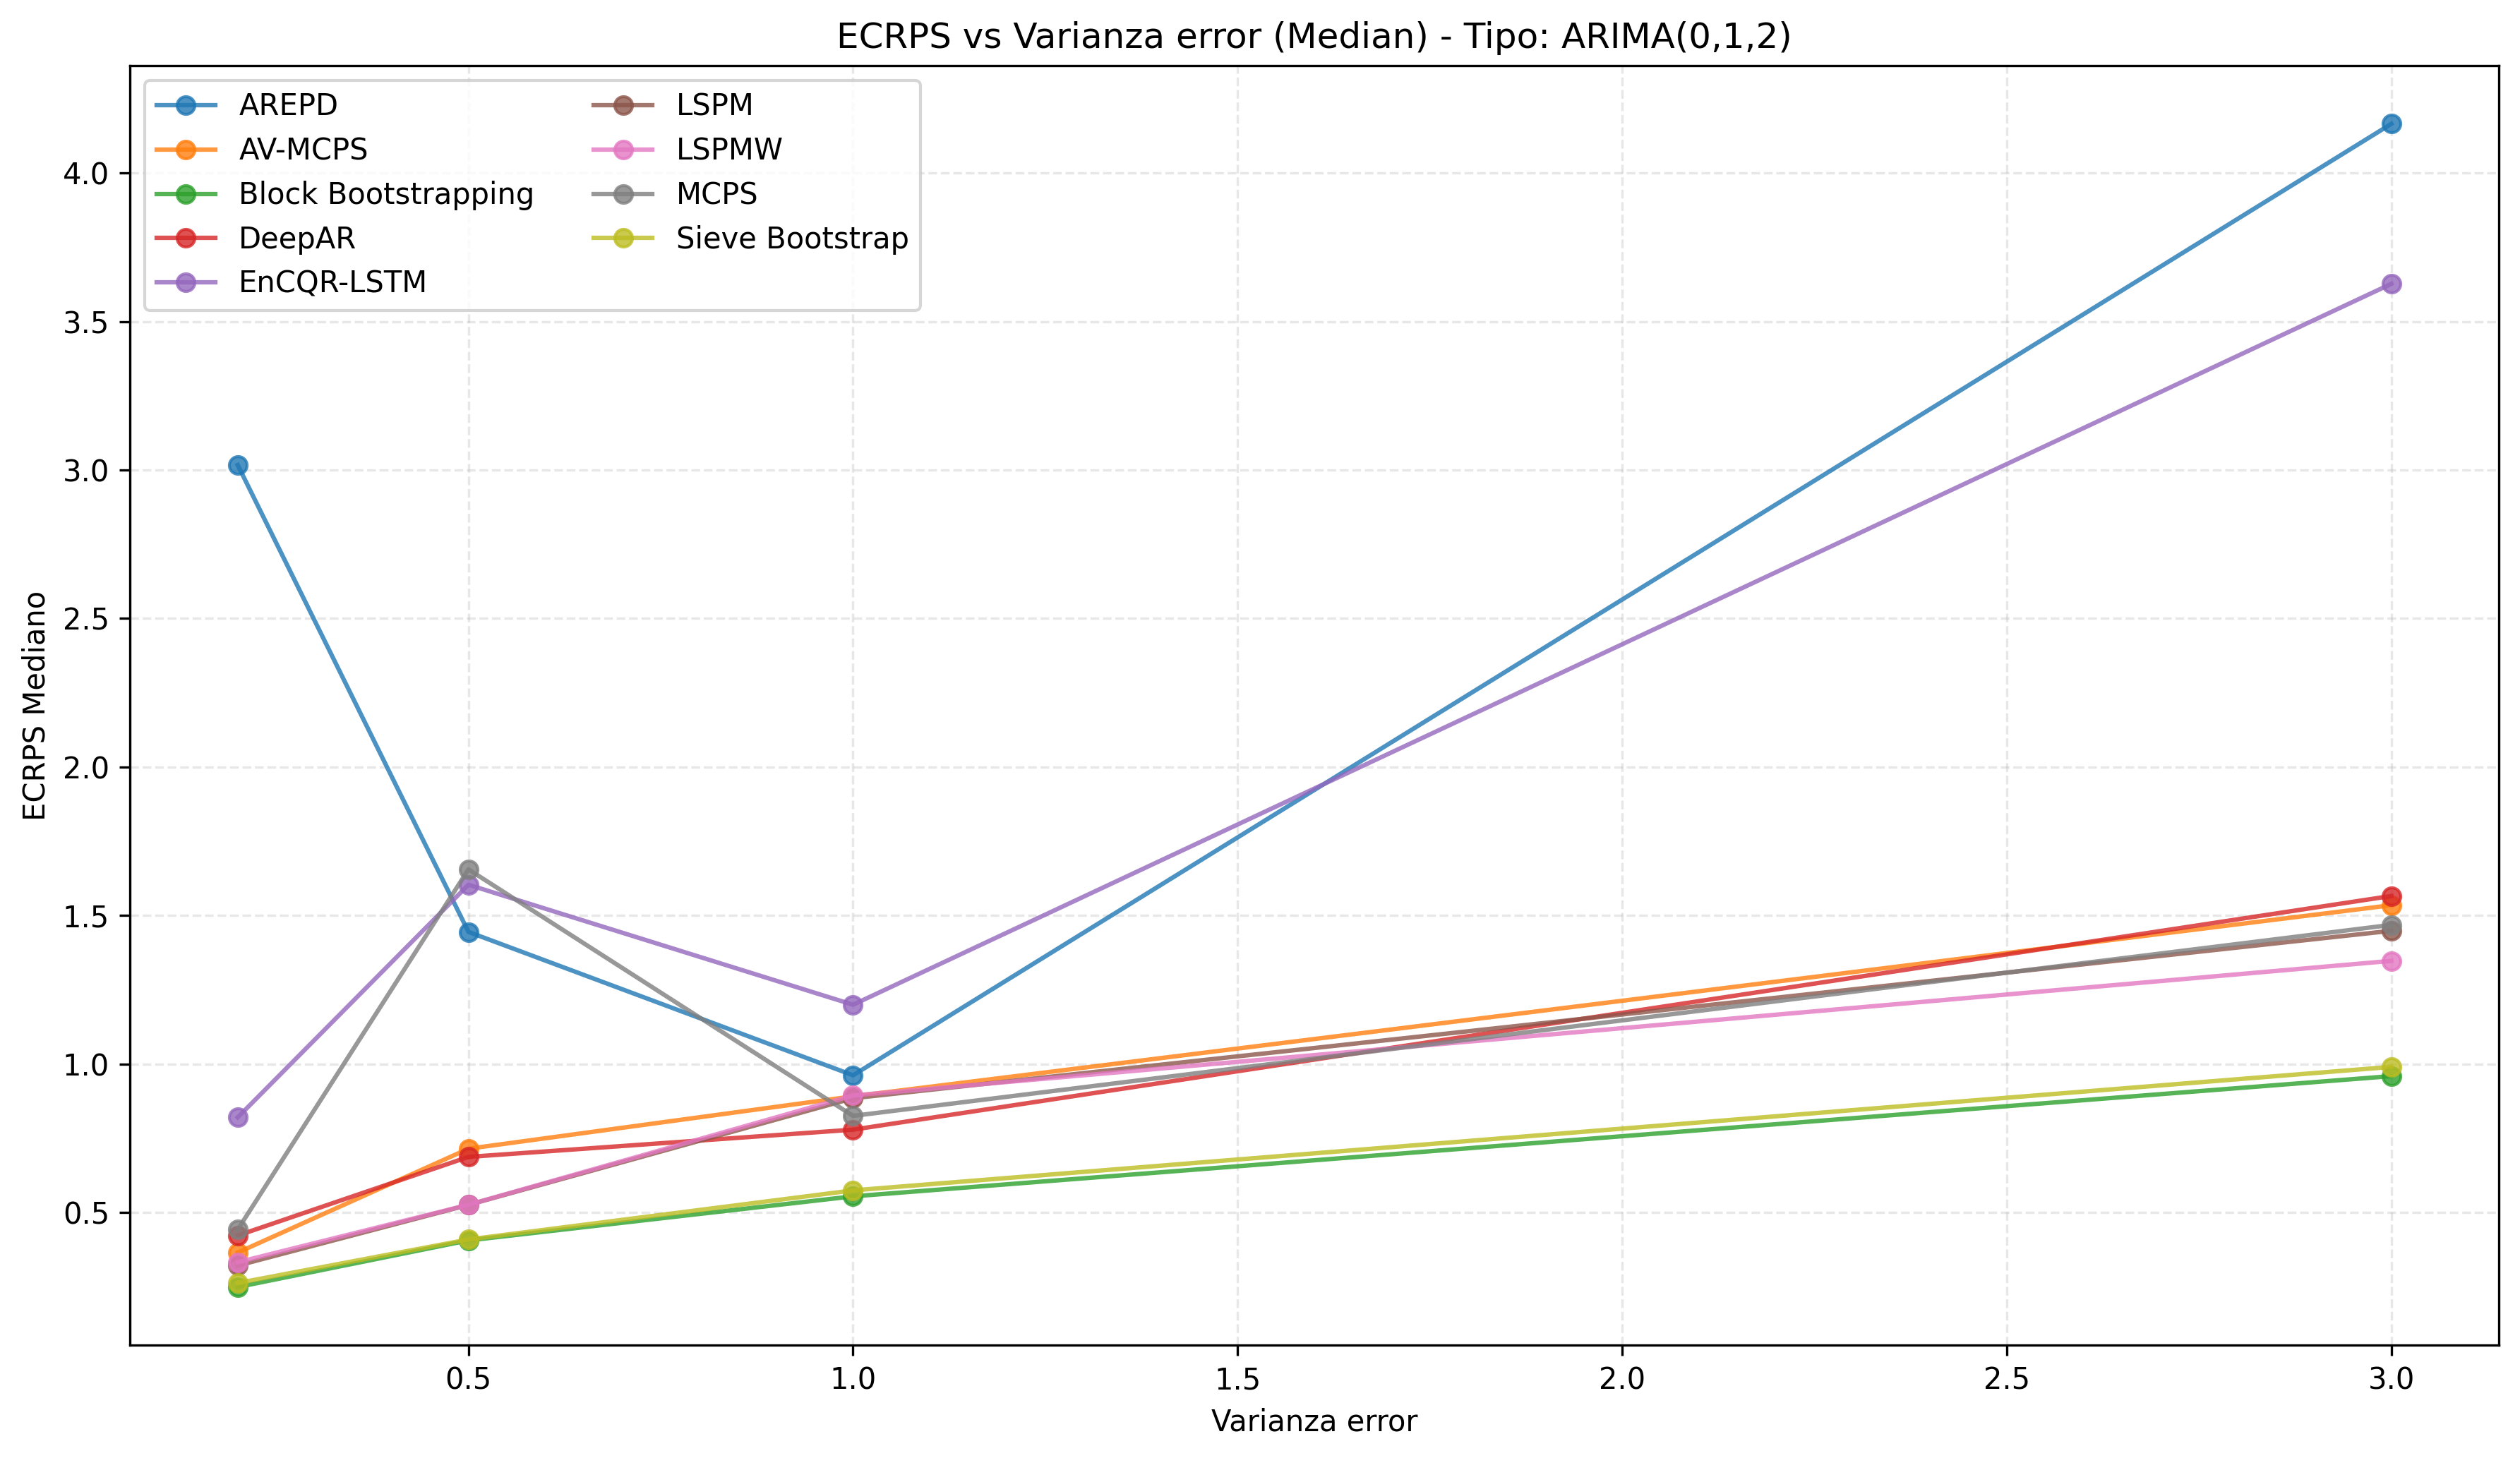 ECRPS vs Varianza error (Median) - Tipo: ARIMA(0,1,2)
AREPD
AV-MCPS
Block Bootstrapping
DeepAR
EnCQR-LSTM
LSPM
LSPMW
MCPS
Sieve Bootstrap
ECRPS Mediano
4.0
3.5
3.0
2.5
2.0
1.5
1.0
0.5
0.5 1.0 1.5 2.0 2.5 3.0
Varianza error